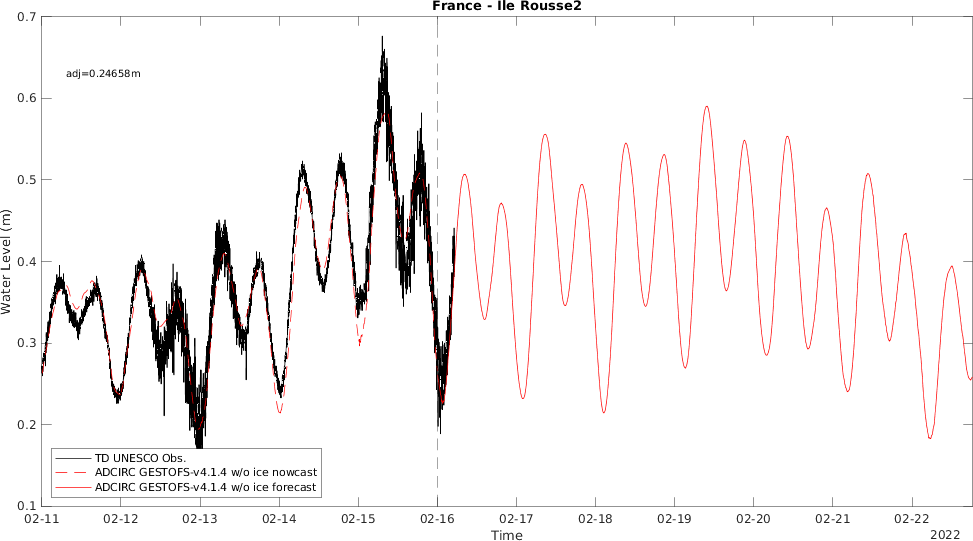 France - Ile Rousse2
adj=0.24658m
0.7
0.6
0.5
0.4
0.3
0.2
0.1
Water Level (m)
TD UNESCO Obs.
ADCIRC GESTOFS-v4.1.4 w/o ice nowcast
ADCIRC GESTOFS-v4.1.4 w/o ice forecast
02-11 02-12 02-13 02-14 02-15 02-16 02-17 02-18 02-19 02-20 02-21 02-22
Time
2022